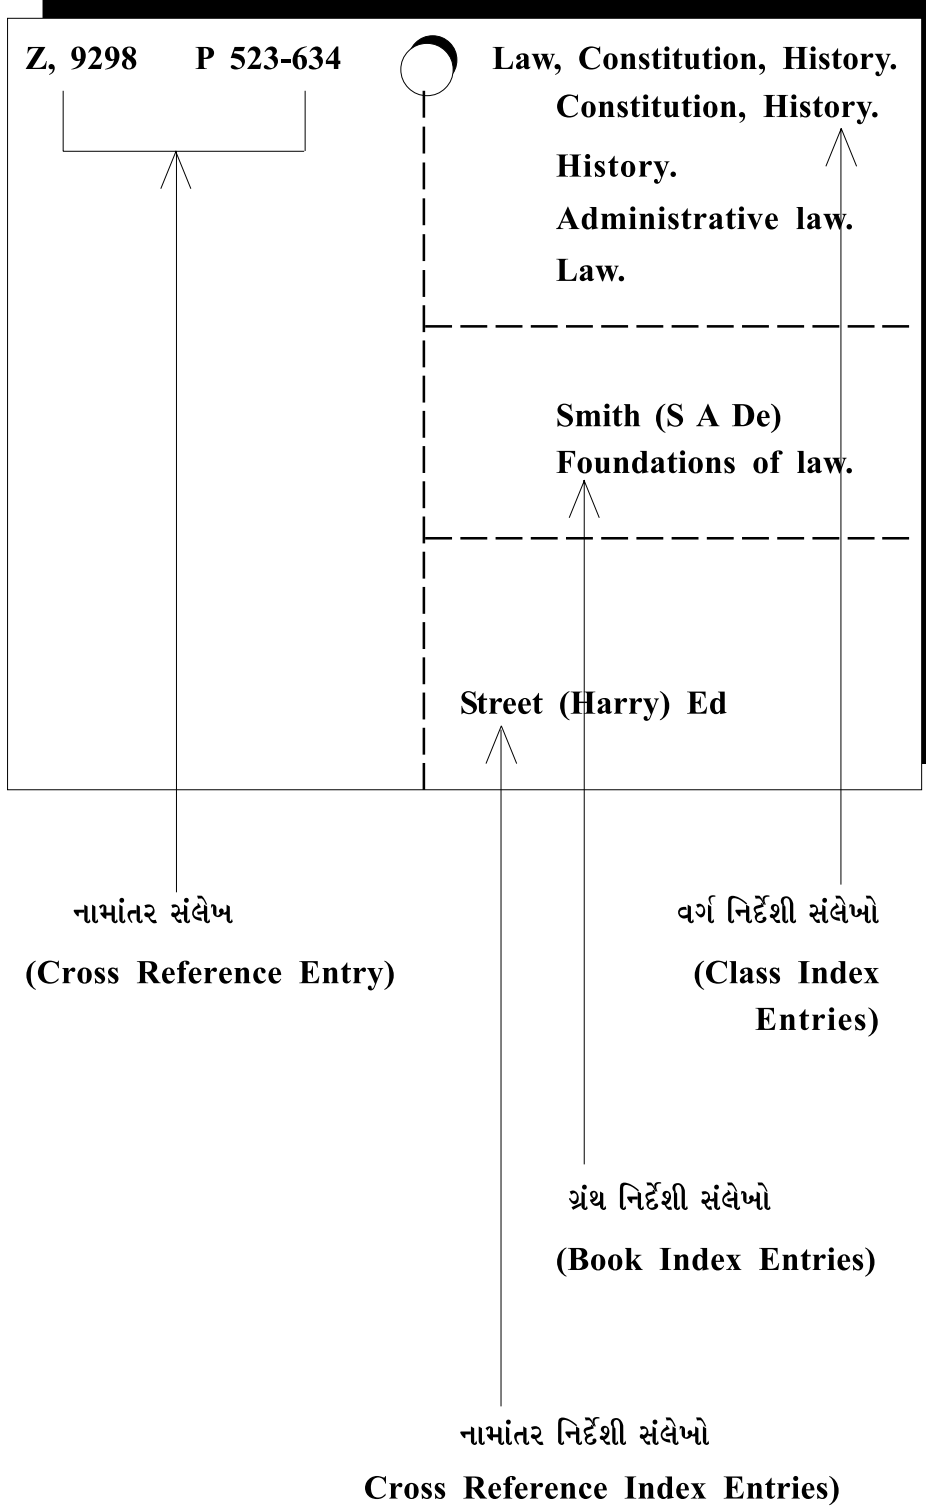 Z, 9298 P 523-634
Law, Constitution, History.
Constitution, History.
History.
Administrative law.
Law.
Smith (S A De)
Foundations of law.
Street (Harry) Ed
નામાંતર સંલેખ
(Cross Reference Entry)
વર્ગ નિર્દેશી સંલેખો
(Class Index
Entries)
ગ્રંથ નિર્દેશી સંલેખો
(Book Index Entries)
નામાંતર નિર્દેશી સંલેખો
Cross Reference Index Entries)